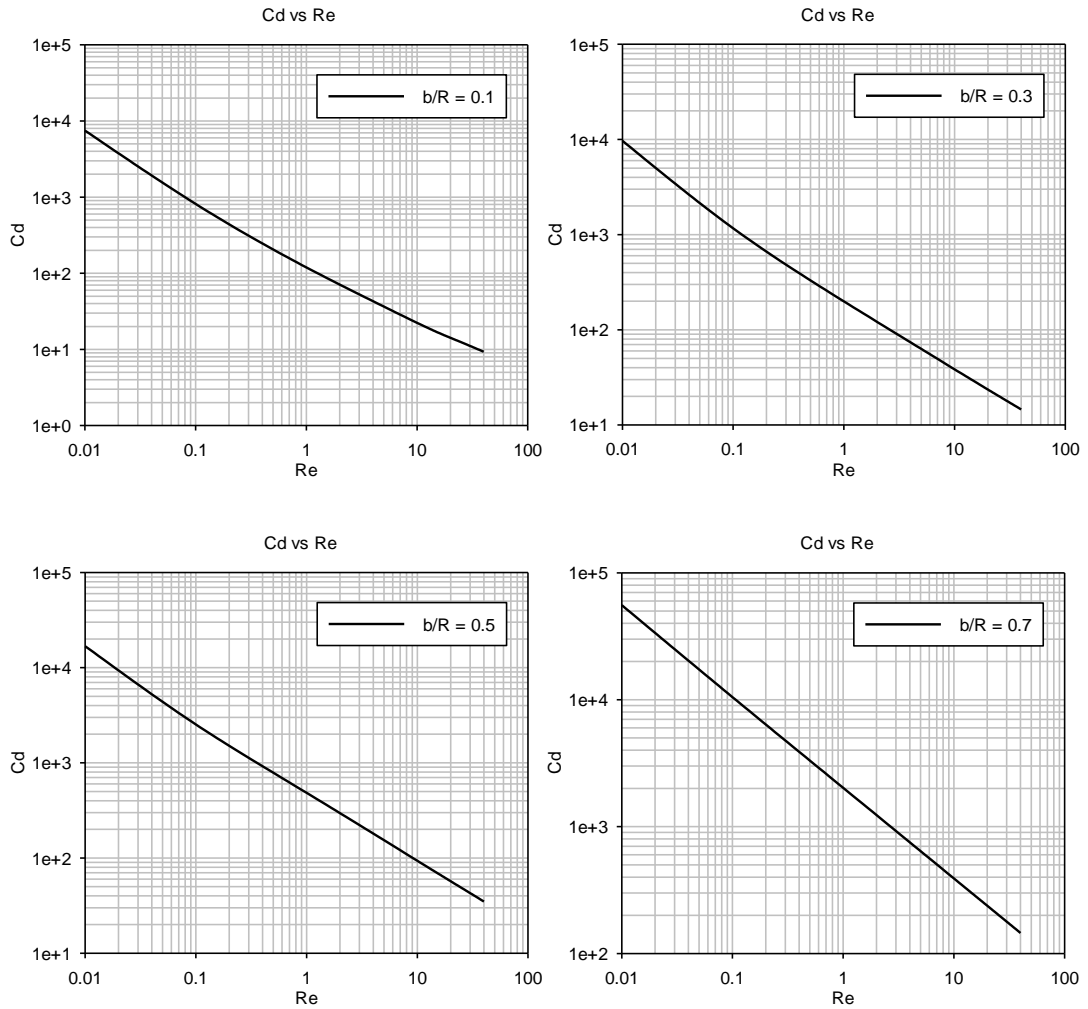 Cd vs Re
1e+5
1e+4
1e+3
1e+2
1e+1
1e+0
Cd
b/R = 0.1
0.01 0.1 1 10 100
Re
Cd vs Re
1e+5
1e+4
1e+3
1e+2
1e+1
Cd
b/R = 0.3
0.01 0.1 1 10 100
Re
Cd vs Re
1e+5
1e+4
1e+3
1e+2
1e+1
Cd
b/R = 0.5
0.01 0.1 1 10 100
Re
Cd vs Re
1e+5
1e+4
1e+3
1e+2
Cd
b/R = 0.7
0.01 0.1 1 10 100
Re